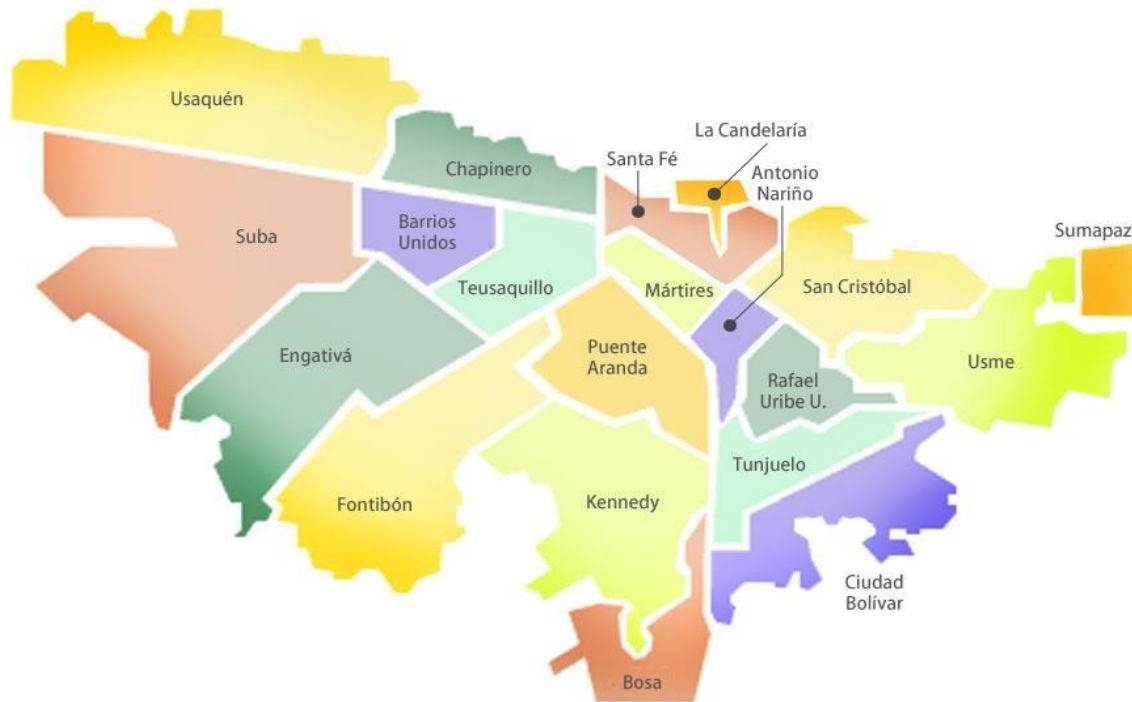 Usaquén
La Candelaría
Chapinero
Santa Fé
Antonio
Nariño
Barrios
Unidos
Suba
Sumapaz
Teusaquillo
Mártires
San Cristóbal
Engativá
Puente
Aranda
Usme
Rafael
Uribe U.
Tunjuelo
Fontibón
Kennedy
Ciudad
Bolívar
Bosa